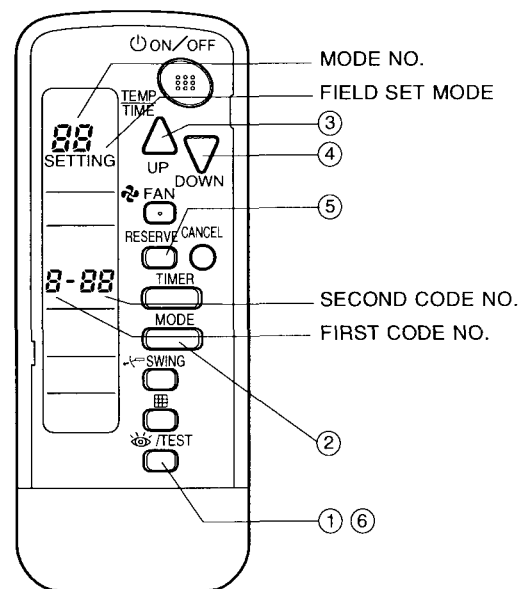 ON/OFF
MODE NO.
TEMP
TIME
FIELD SET MODE
88
SETTING
③
UP
④
DOWN
FAN
⑤
RESERVE CANCEL
TIMER
8-88
SECOND CODE NO.
MODE
FIRST CODE NO.
SWING
②
/TEST
① ⑥